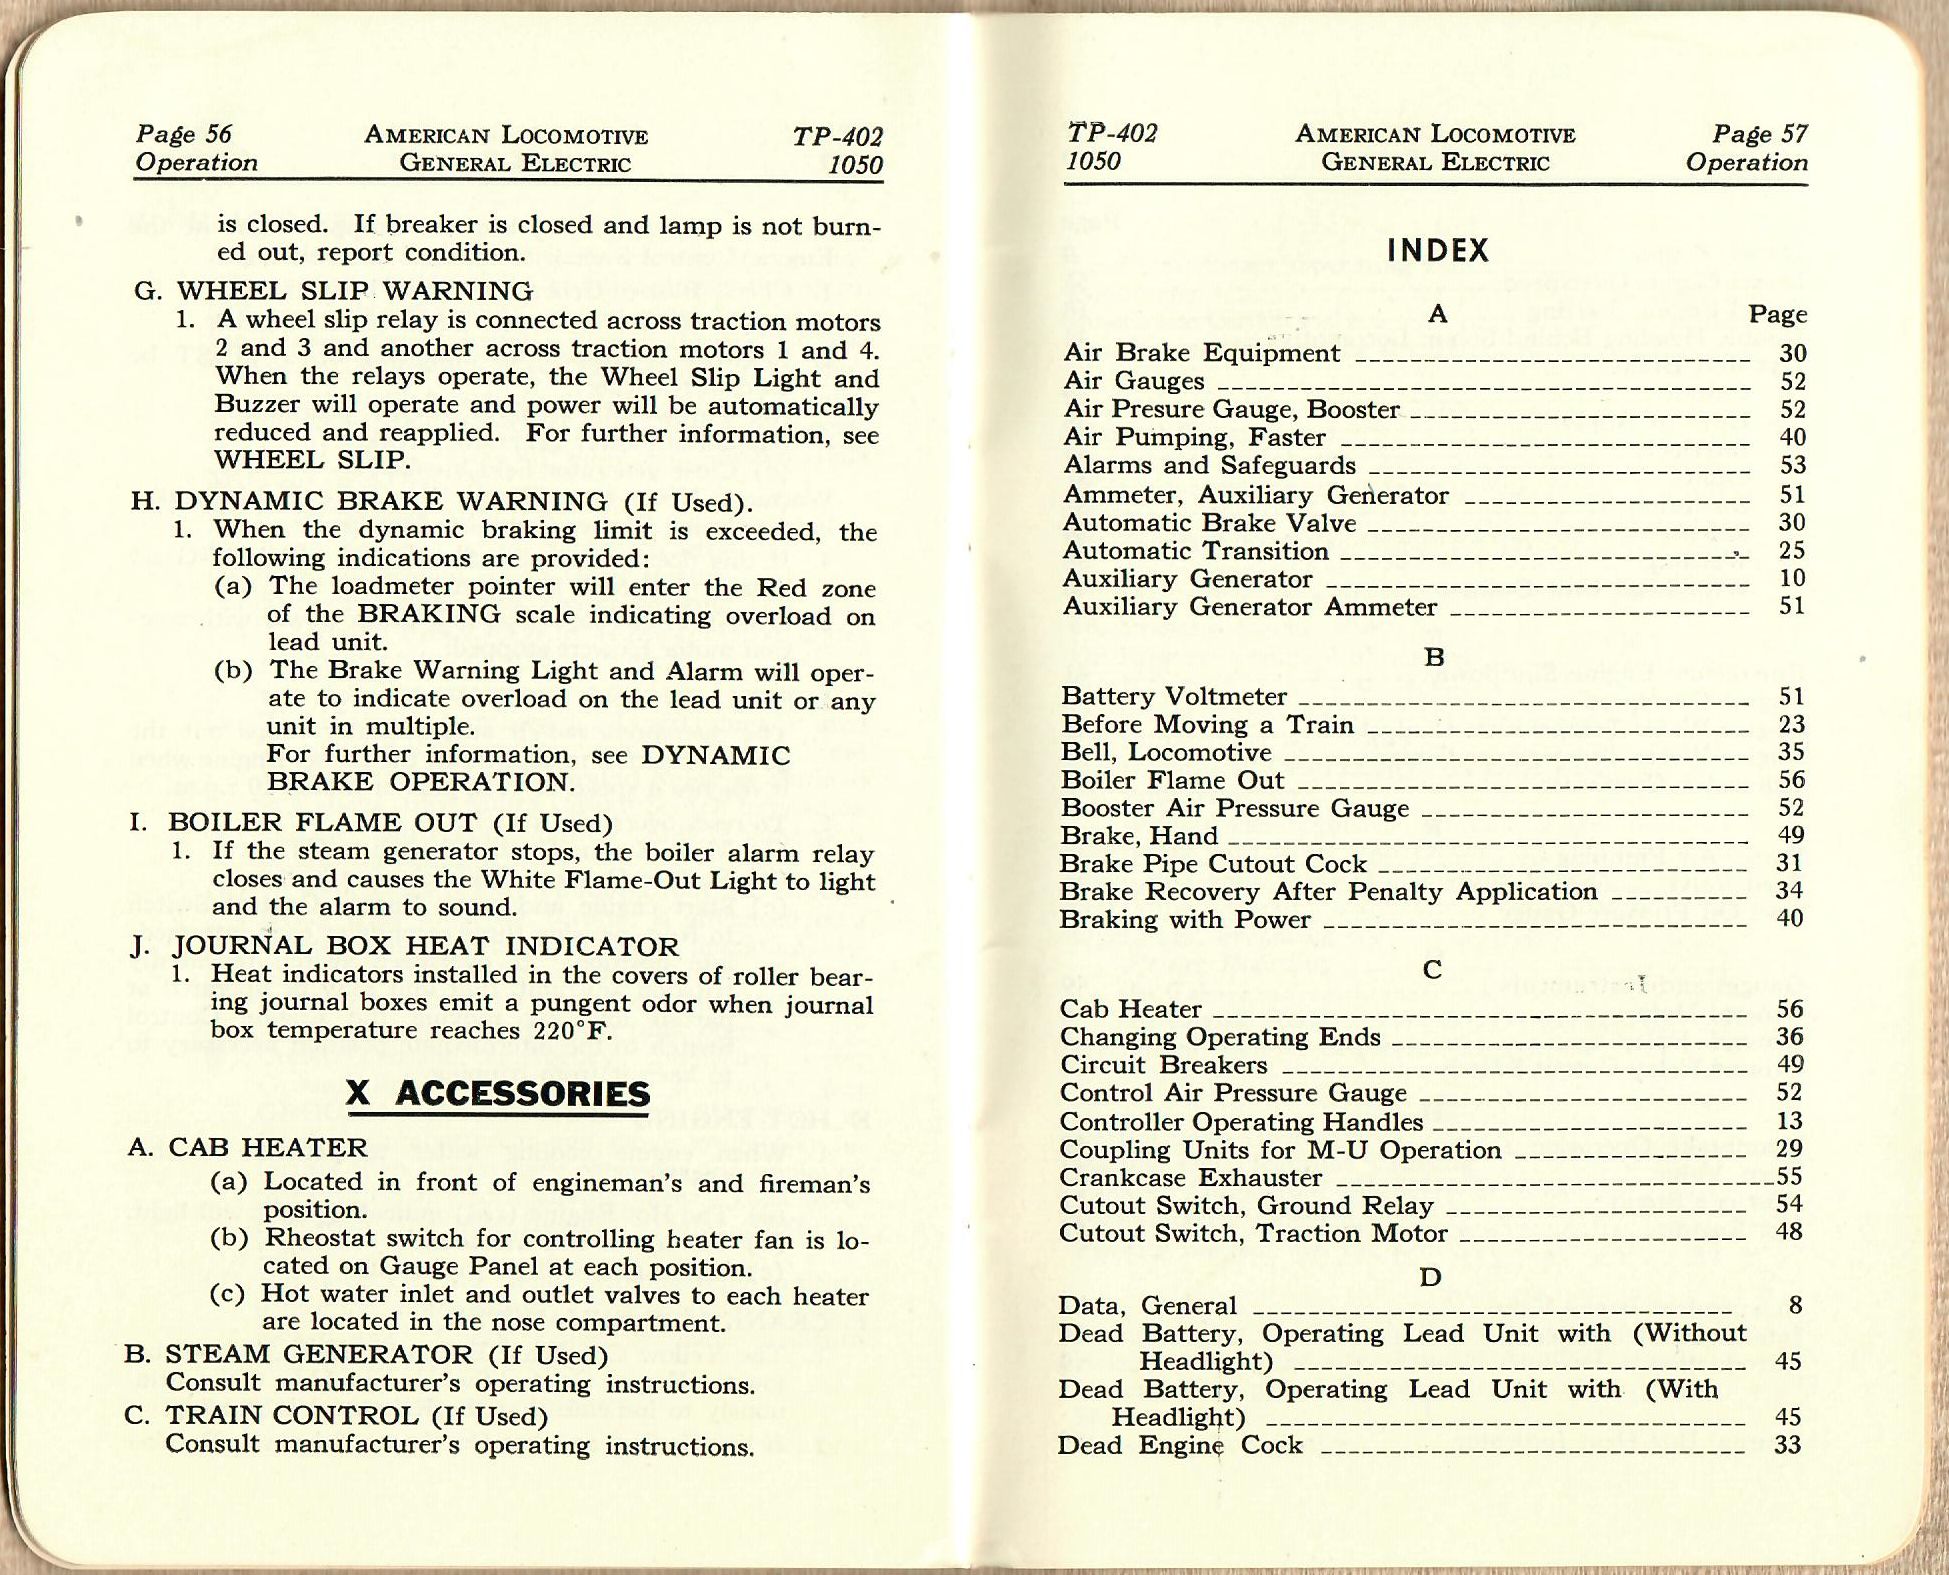 Page 56 AMERICAN LOCOMOTIVE TP-402
Operation GENERAL ELECTRIC 1050
is closed. If breaker is closed and lamp is not burn-
ed out, report condition.
G. WHEEL SLIP WARNING
1. A wheel slip relay is connected across traction motors
2 and 3 and another across traction motors 1 and 4.
When the relays operate, the Wheel Slip Light and
Buzzer will operate and power will be automatically
reduced and reapplied. For further information, see
WHEEL SLIP.
H. DYNAMIC BRAKE WARNING (If Used).
1. When the dynamic braking limit is exceeded, the
following indications are provided:
(a) The loadmeter pointer will enter the Red zone
of the BRAKING scale indicating overload on
lead unit.
(b) The Brake Warning Light and Alarm will oper-
ate to indicate overload on the lead unit or any
unit in multiple.
For further information, see DYNAMIC
BRAKE OPERATION.
I. BOILER FLAME OUT (If Used)
1. If the steam generator stops, the boiler alarm relay
closes and causes the White Flame-Out Light to light
and the alarm to sound.
J. JOURNAL BOX HEAT INDICATOR
1. Heat indicators installed in the covers of roller bear-
ing journal boxes emit a pungent odor when journal
box temperature reaches 220°F.
X ACCESSORIES
A. CAB HEATER
(a) Located in front of engineman's and fireman's
position.
(b) Rheostat switch for controlling heater fan is lo-
cated on Gauge Panel at each position.
(c) Hot water inlet and outlet valves to each heater
are located in the nose compartment.
B. STEAM GENERATOR (If Used)
Consult manufacturer's operating instructions.
C. TRAIN CONTROL (If Used)
Consult manufacturer's operating instructions.
TP-402 AMERICAN LOCOMOTIVE Page 57
1050 GENERAL ELECTRIC Operation
INDEX
A Page
Air Brake Equipment 30
Air Gauges 52
Air Presure Gauge, Booster 52
Air Pumping, Faster 40
Alarms and Safeguards 53
Ammeter, Auxiliary Generator 51
Automatic Brake Valve 30
Automatic Transition 25
Auxiliary Generator 10
Auxiliary Generator Ammeter 51
B
Battery Voltmeter 51
Before Moving a Train 23
Bell, Locomotive 35
Boiler Flame Out 56
Booster Air Pressure Gauge 52
Brake, Hand 49
Brake Pipe Cutout Cock 31
Brake Recovery After Penalty Application 34
Braking with Power 40
C
Cab Heater 56
Changing Operating Ends 36
Circuit Breakers 49
Control Air Pressure Gauge 52
Controller Operating Handles 13
Coupling Units for M-U Operation 29
Crankcase Exhauster 55
Cutout Switch, Ground Relay 54
Cutout Switch, Traction Motor 48
D
Data, General 8
Dead Battery, Operating Lead Unit with (Without
Headlight) 45
Dead Battery, Operating Lead Unit with (With
Headlight) 45
Dead Engine Cock 33